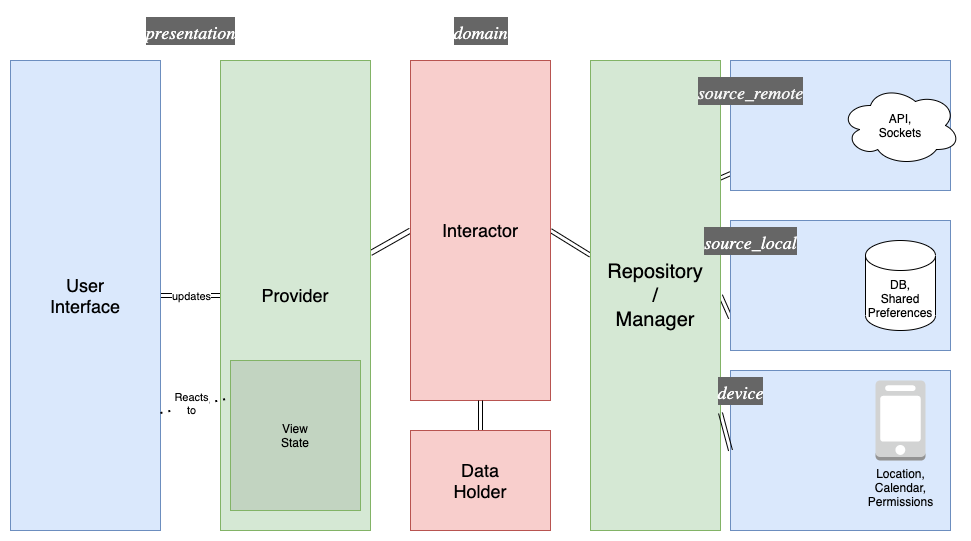 presentation
domain
source_remote
API,
Sockets
source_local
DB,
Shared
Preferences
device
Location,
Calendar,
Permissions
User
Interface
updates
Reacts
to
Provider
View
State
Interactor
Data
Holder
Repository
/
Manager